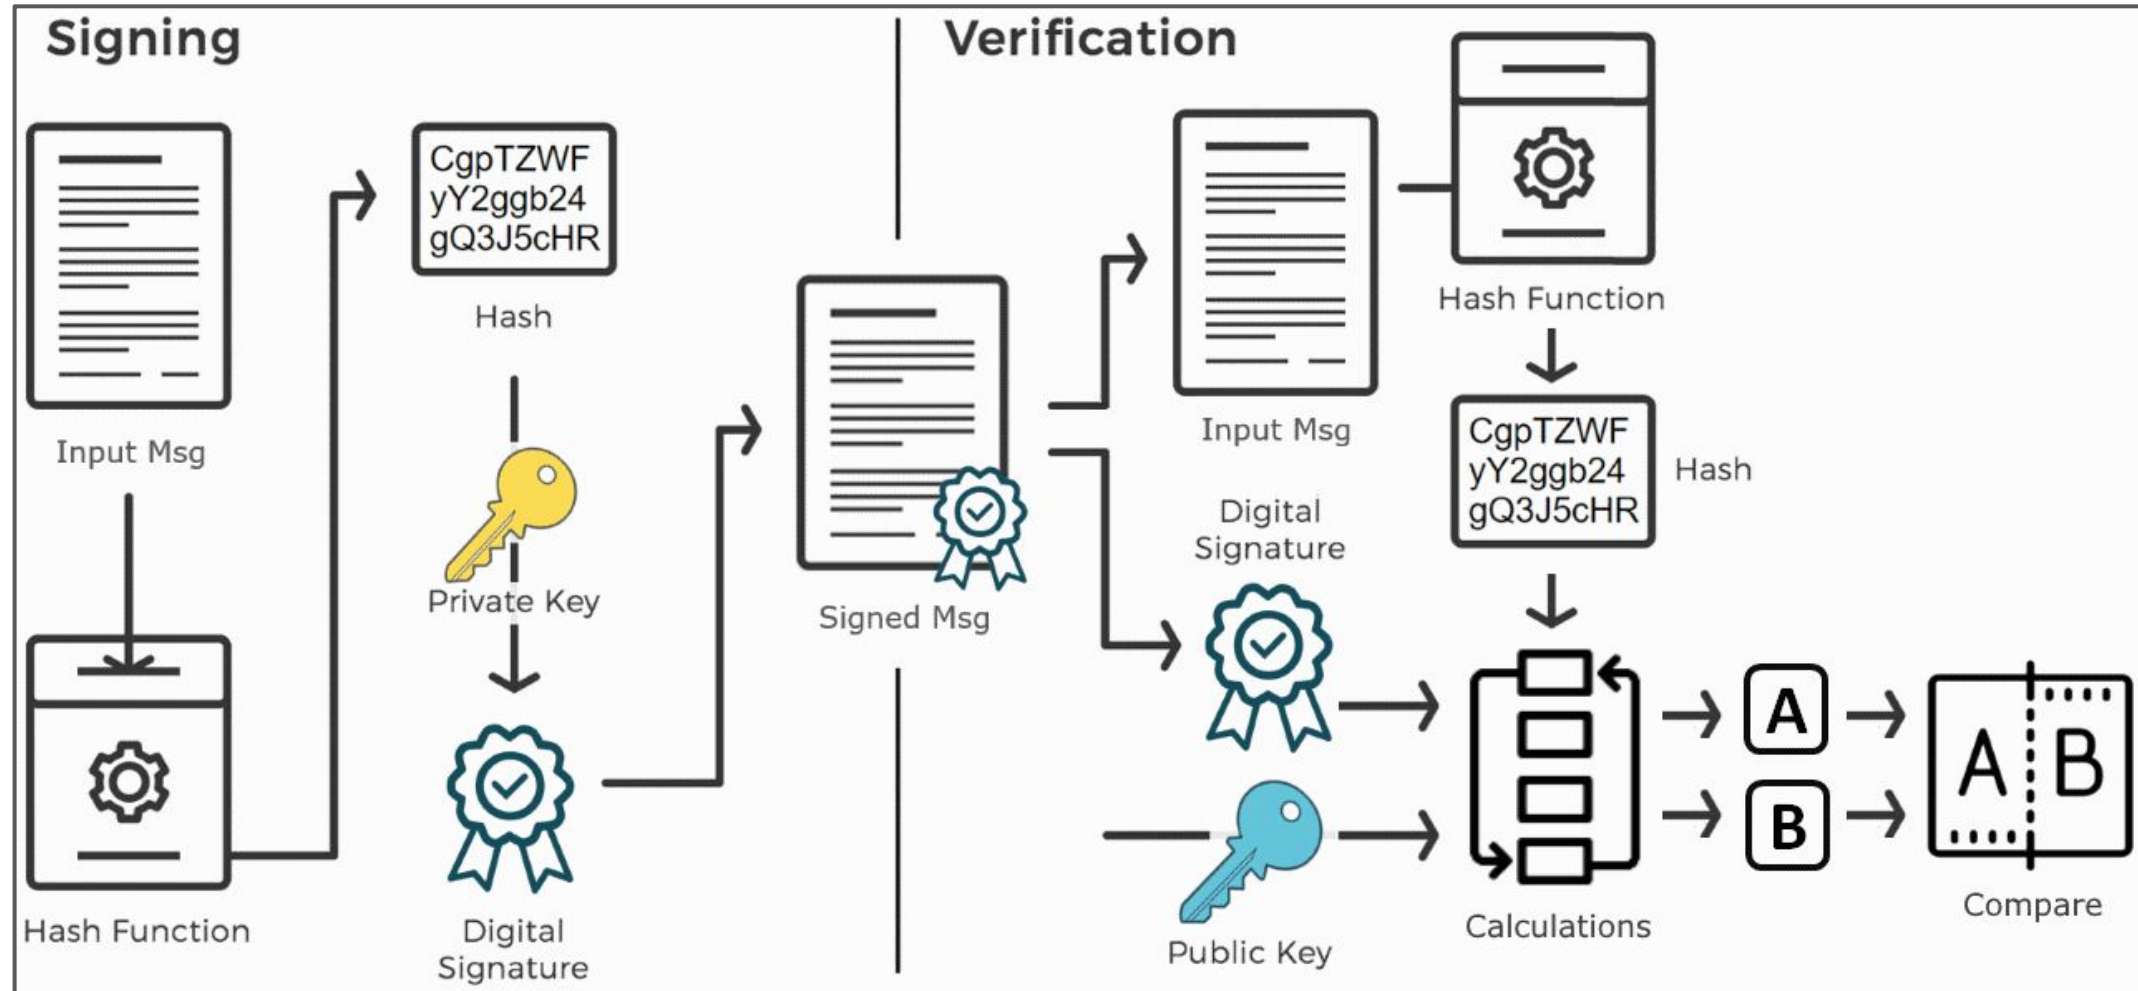 Signing
Input Msg
Hash Function
CgpTZWF
yY2ggb24
gQ3J5cHR
Hash
Private Key
Digital
Signature
Signed Msg
Verification
Input Msg
Hash Function
CgpTZWF
yY2ggb24
gQ3J5cHR
Hash
Digital
Signature
Public Key
Calculations
A
B
A B
Compare